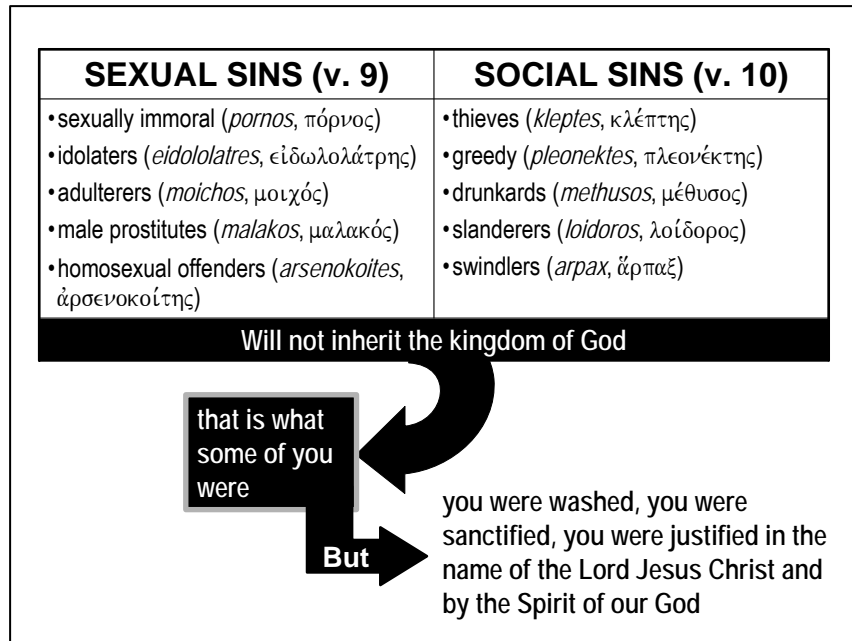 SEXUAL SINS (v. 9)
•sexually immoral (pornos, πόρνος)
•idolaters (eidololatres, εἰδωλολάτρης)
•adulterers (moichos, μοιχός)
•male prostitutes (malakos, μαλακός)
•homosexual offenders (arsenokoites,
ἀρσενοκοίτης)
SOCIAL SINS (v. 10)
•thieves (kleptes, κλέπτης)
•greedy (pleonektes, πλεονέκτης)
•drunkards (methusos, μέθυσος)
•slanderers (loidoros, λοίδορος)
•swindlers (arpax, ἅρπαξ)
Will not inherit the kingdom of God
that is what
some of you
were
But
you were washed, you were
sanctified, you were justified in the
name of the Lord Jesus Christ and
by the Spirit of our God